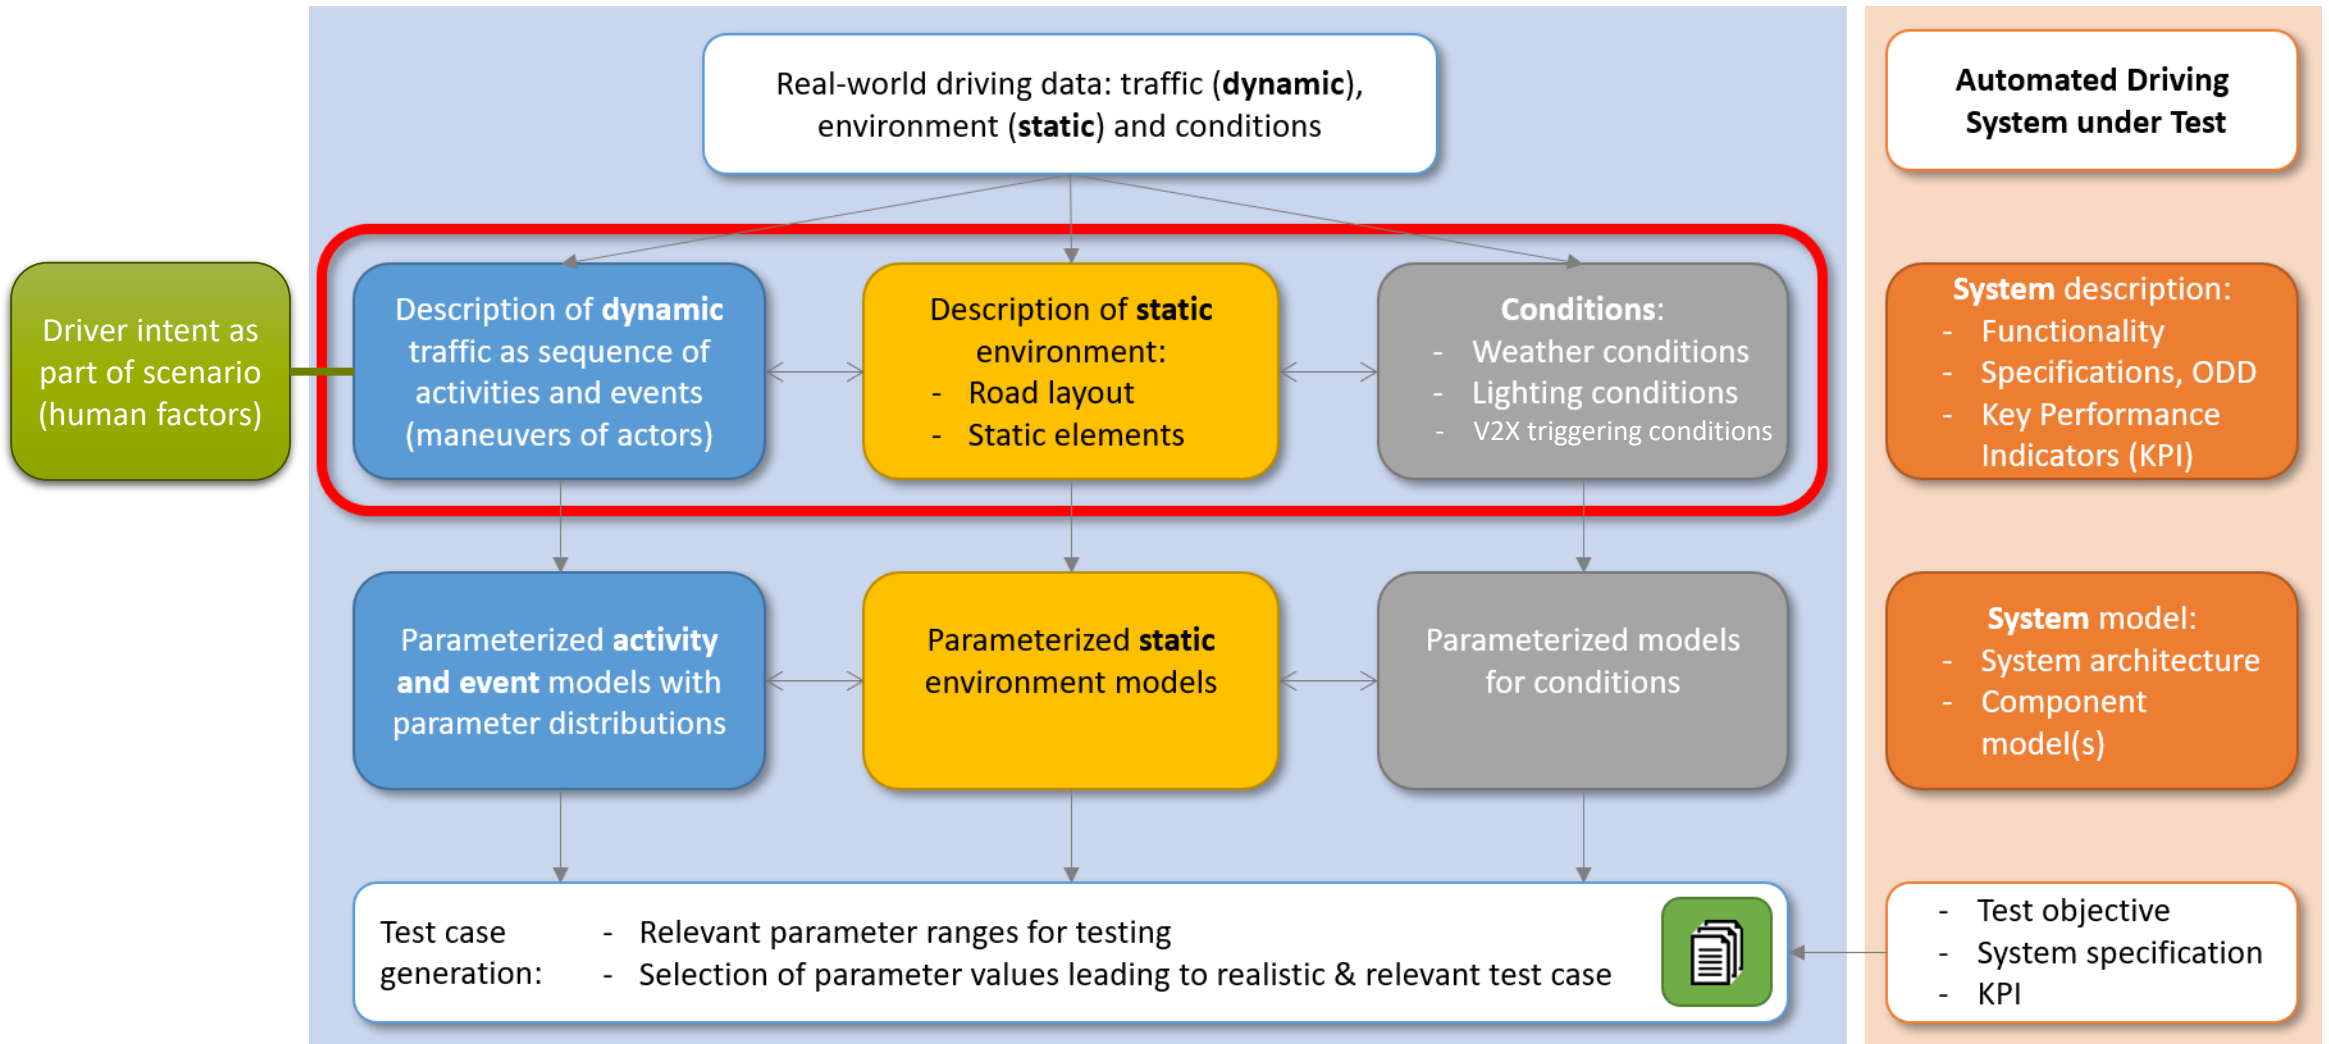 Real-world driving data: traffic (dynamic),
environment (static) and conditions
Automated Driving
System under Test
Driver intent as
part of scenario
(human factors)
Description of dynamic
traffic as sequence of
activities and events
(maneuvers of actors)
Description of static
environment:
- Road layout
- Static elements
Conditions:
- Weather conditions
- Lighting conditions
- V2X triggering conditions
System description:
- Functionality
- Specifications, ODD
- Key Performance
Indicators (KPI)
Parameterized activity
and event models with
parameter distributions
Parameterized static
environment models
Parameterized models
for conditions
System model:
- System architecture
- Component
model(s)
Test case
generation:
- Relevant parameter ranges for testing
- Selection of parameter values leading to realistic & relevant test case
- Test objective
- System specification
- KPI